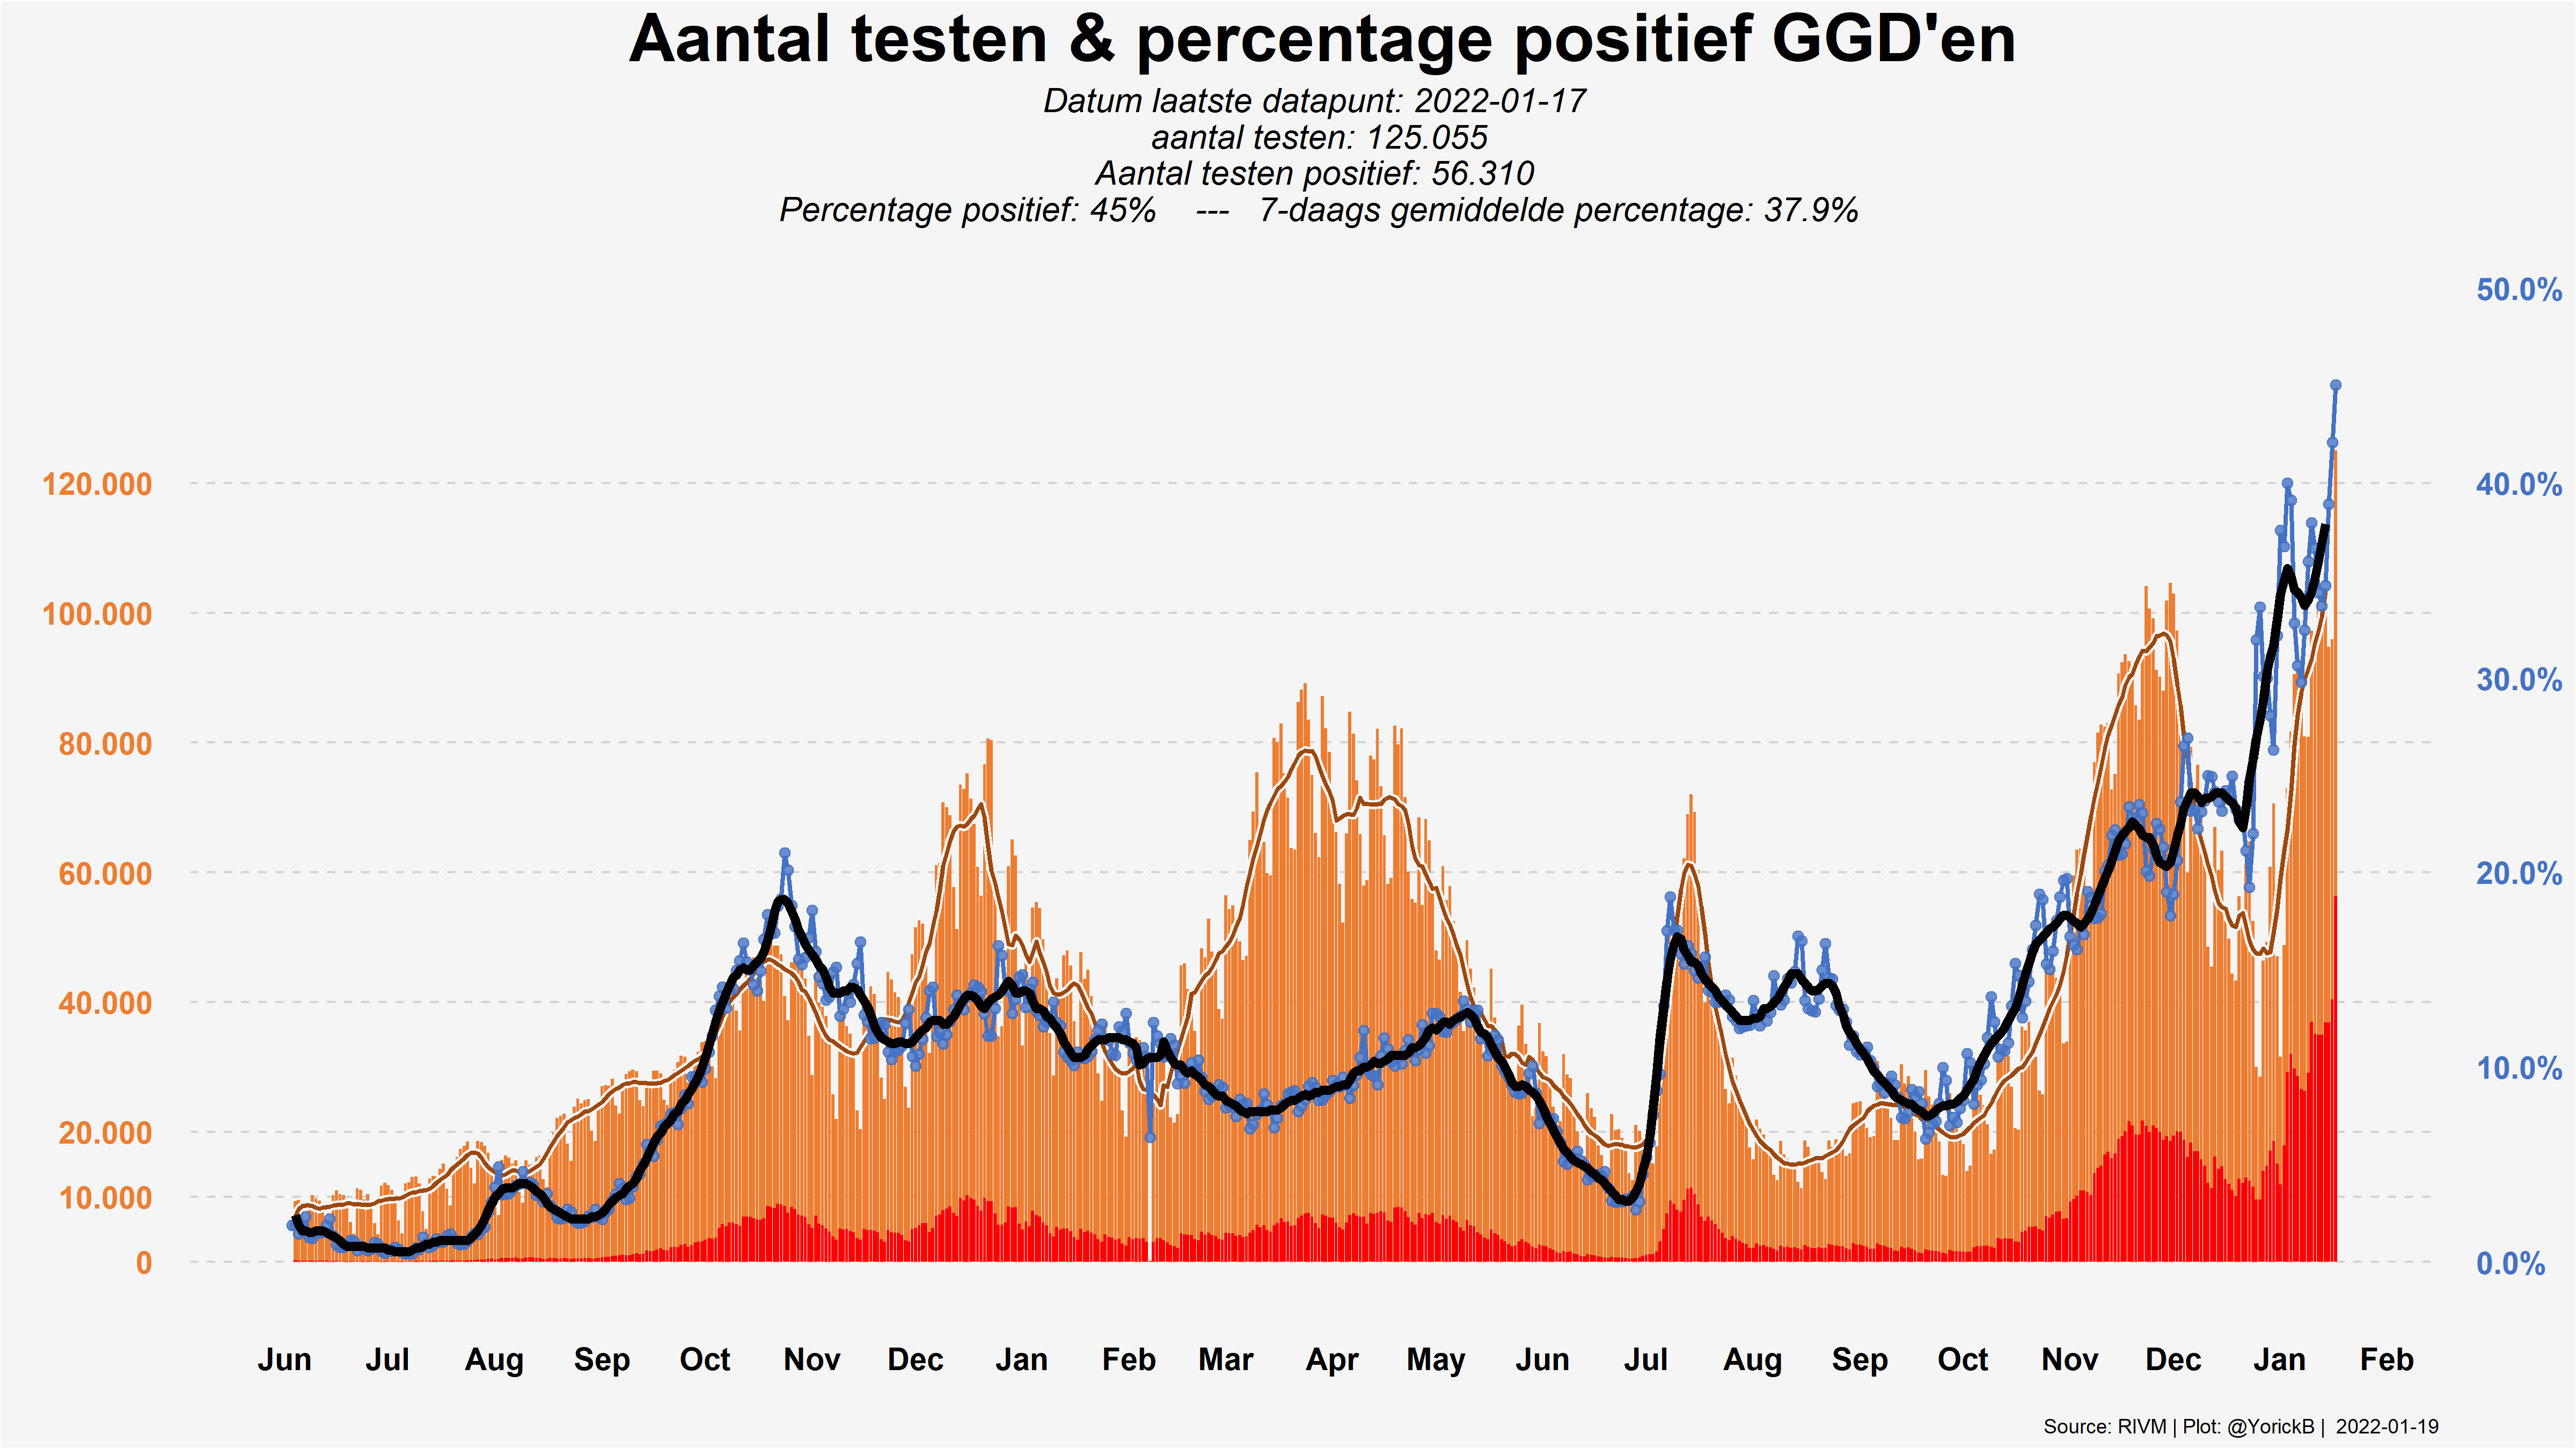 Aantal testen & percentage positief GGD'en
Datum laatste datapunt: 2022-01-17
aantal testen: 125.055
Aantal testen positief: 56.310
Percentage positief: 45% --- 7-daags gemiddelde percentage: 37.9%
50.0%
120.000
40.0%
100.000
30.0%
80.000
60.000
20.0%
40.000
10.0%
20.000
10.000
0
0.0%
Jun Jul Aug Sep Oct Nov Dec Jan Feb Mar Apr May Jun Jul Aug Sep Oct Nov Dec Jan Feb
Source: RIVM | Plot: @YorickB | 2022-01-19